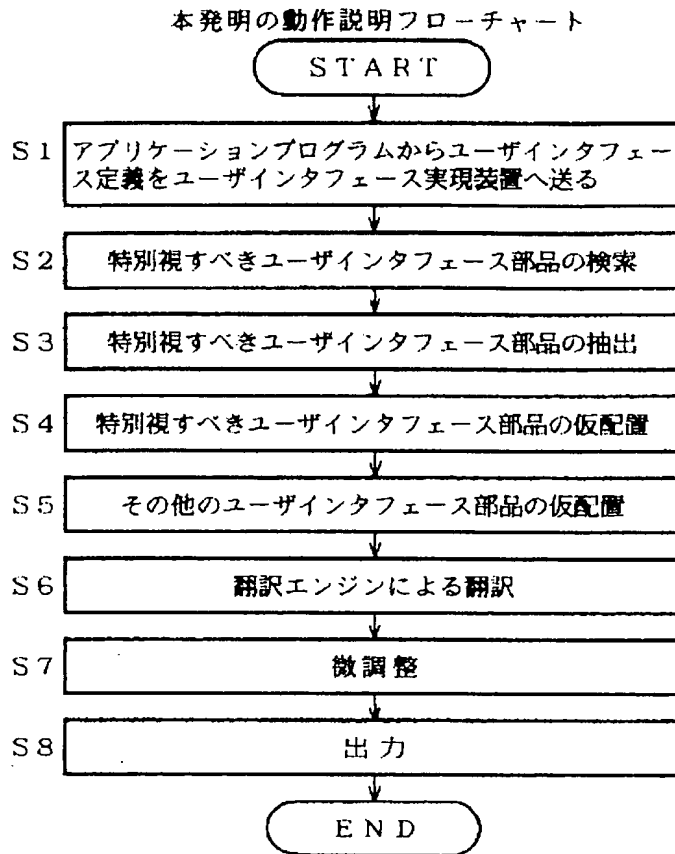 本発明の動作説明フローチャート
START
S1 アプリケーションプログラムからユーザインタフェー
ス定義をユーザインタフェース実現装置へ送る
S2 特別視すべきユーザインタフェース部品の検索
S3 特別視すべきユーザインタフェース部品の抽出
S4 特別視すべきユーザインタフェース部品の仮配置
S5 その他のユーザインタフェース部品の仮配置
S6 翻訳エンジンによる翻訳
S7 微調整
S8 出力
END